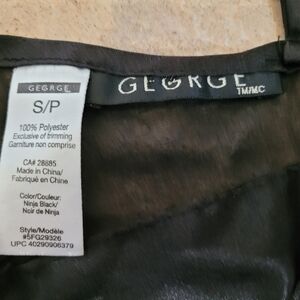 GEORGE
S/P
100% Polyester
Exclusive of trimming
Garniture non comprise
CA# 28885
Made in China/
Fabriqué en Chine
Color/Couleur:
Ninja Black/
Noir de Ninja
Style/Modèle
#5FG29326
UPC 40290906379
GEORGE
TM/MC